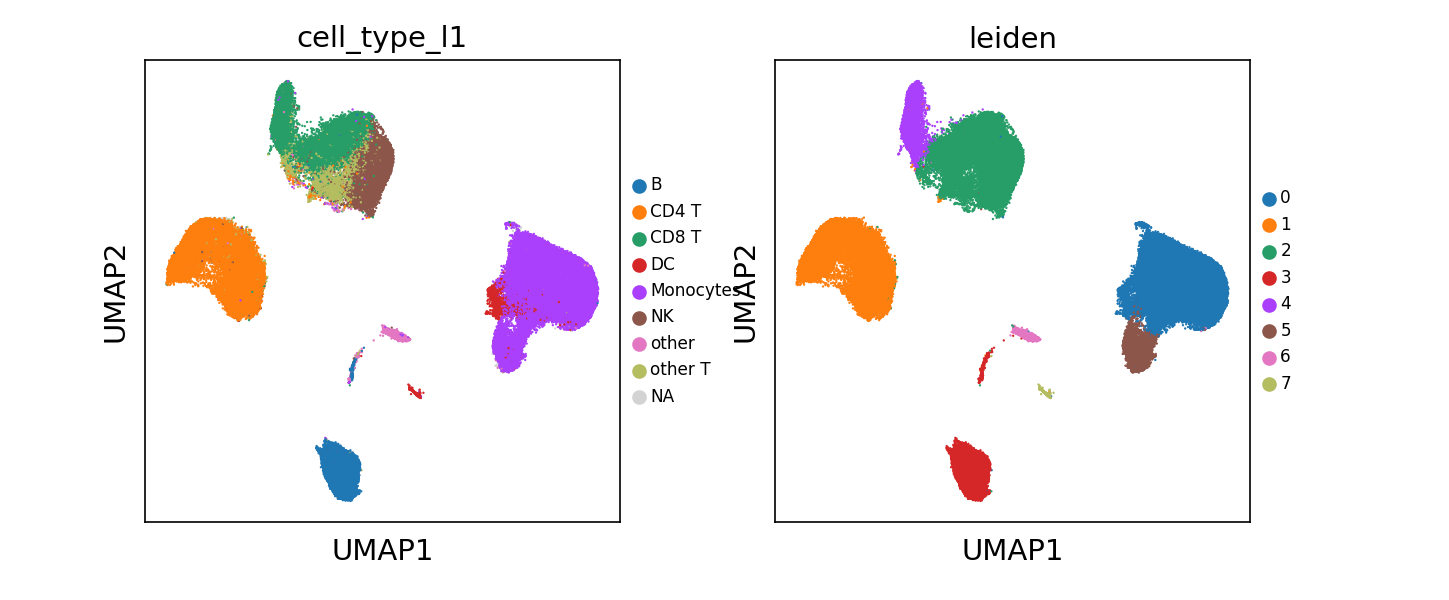 cell_type_l1
UMAP2
UMAP1
B
CD4 T
CD8 T
DC
Monocytes
NK
other
other T
NA
leiden
UMAP2
UMAP1
0
1
2
3
4
5
6
7